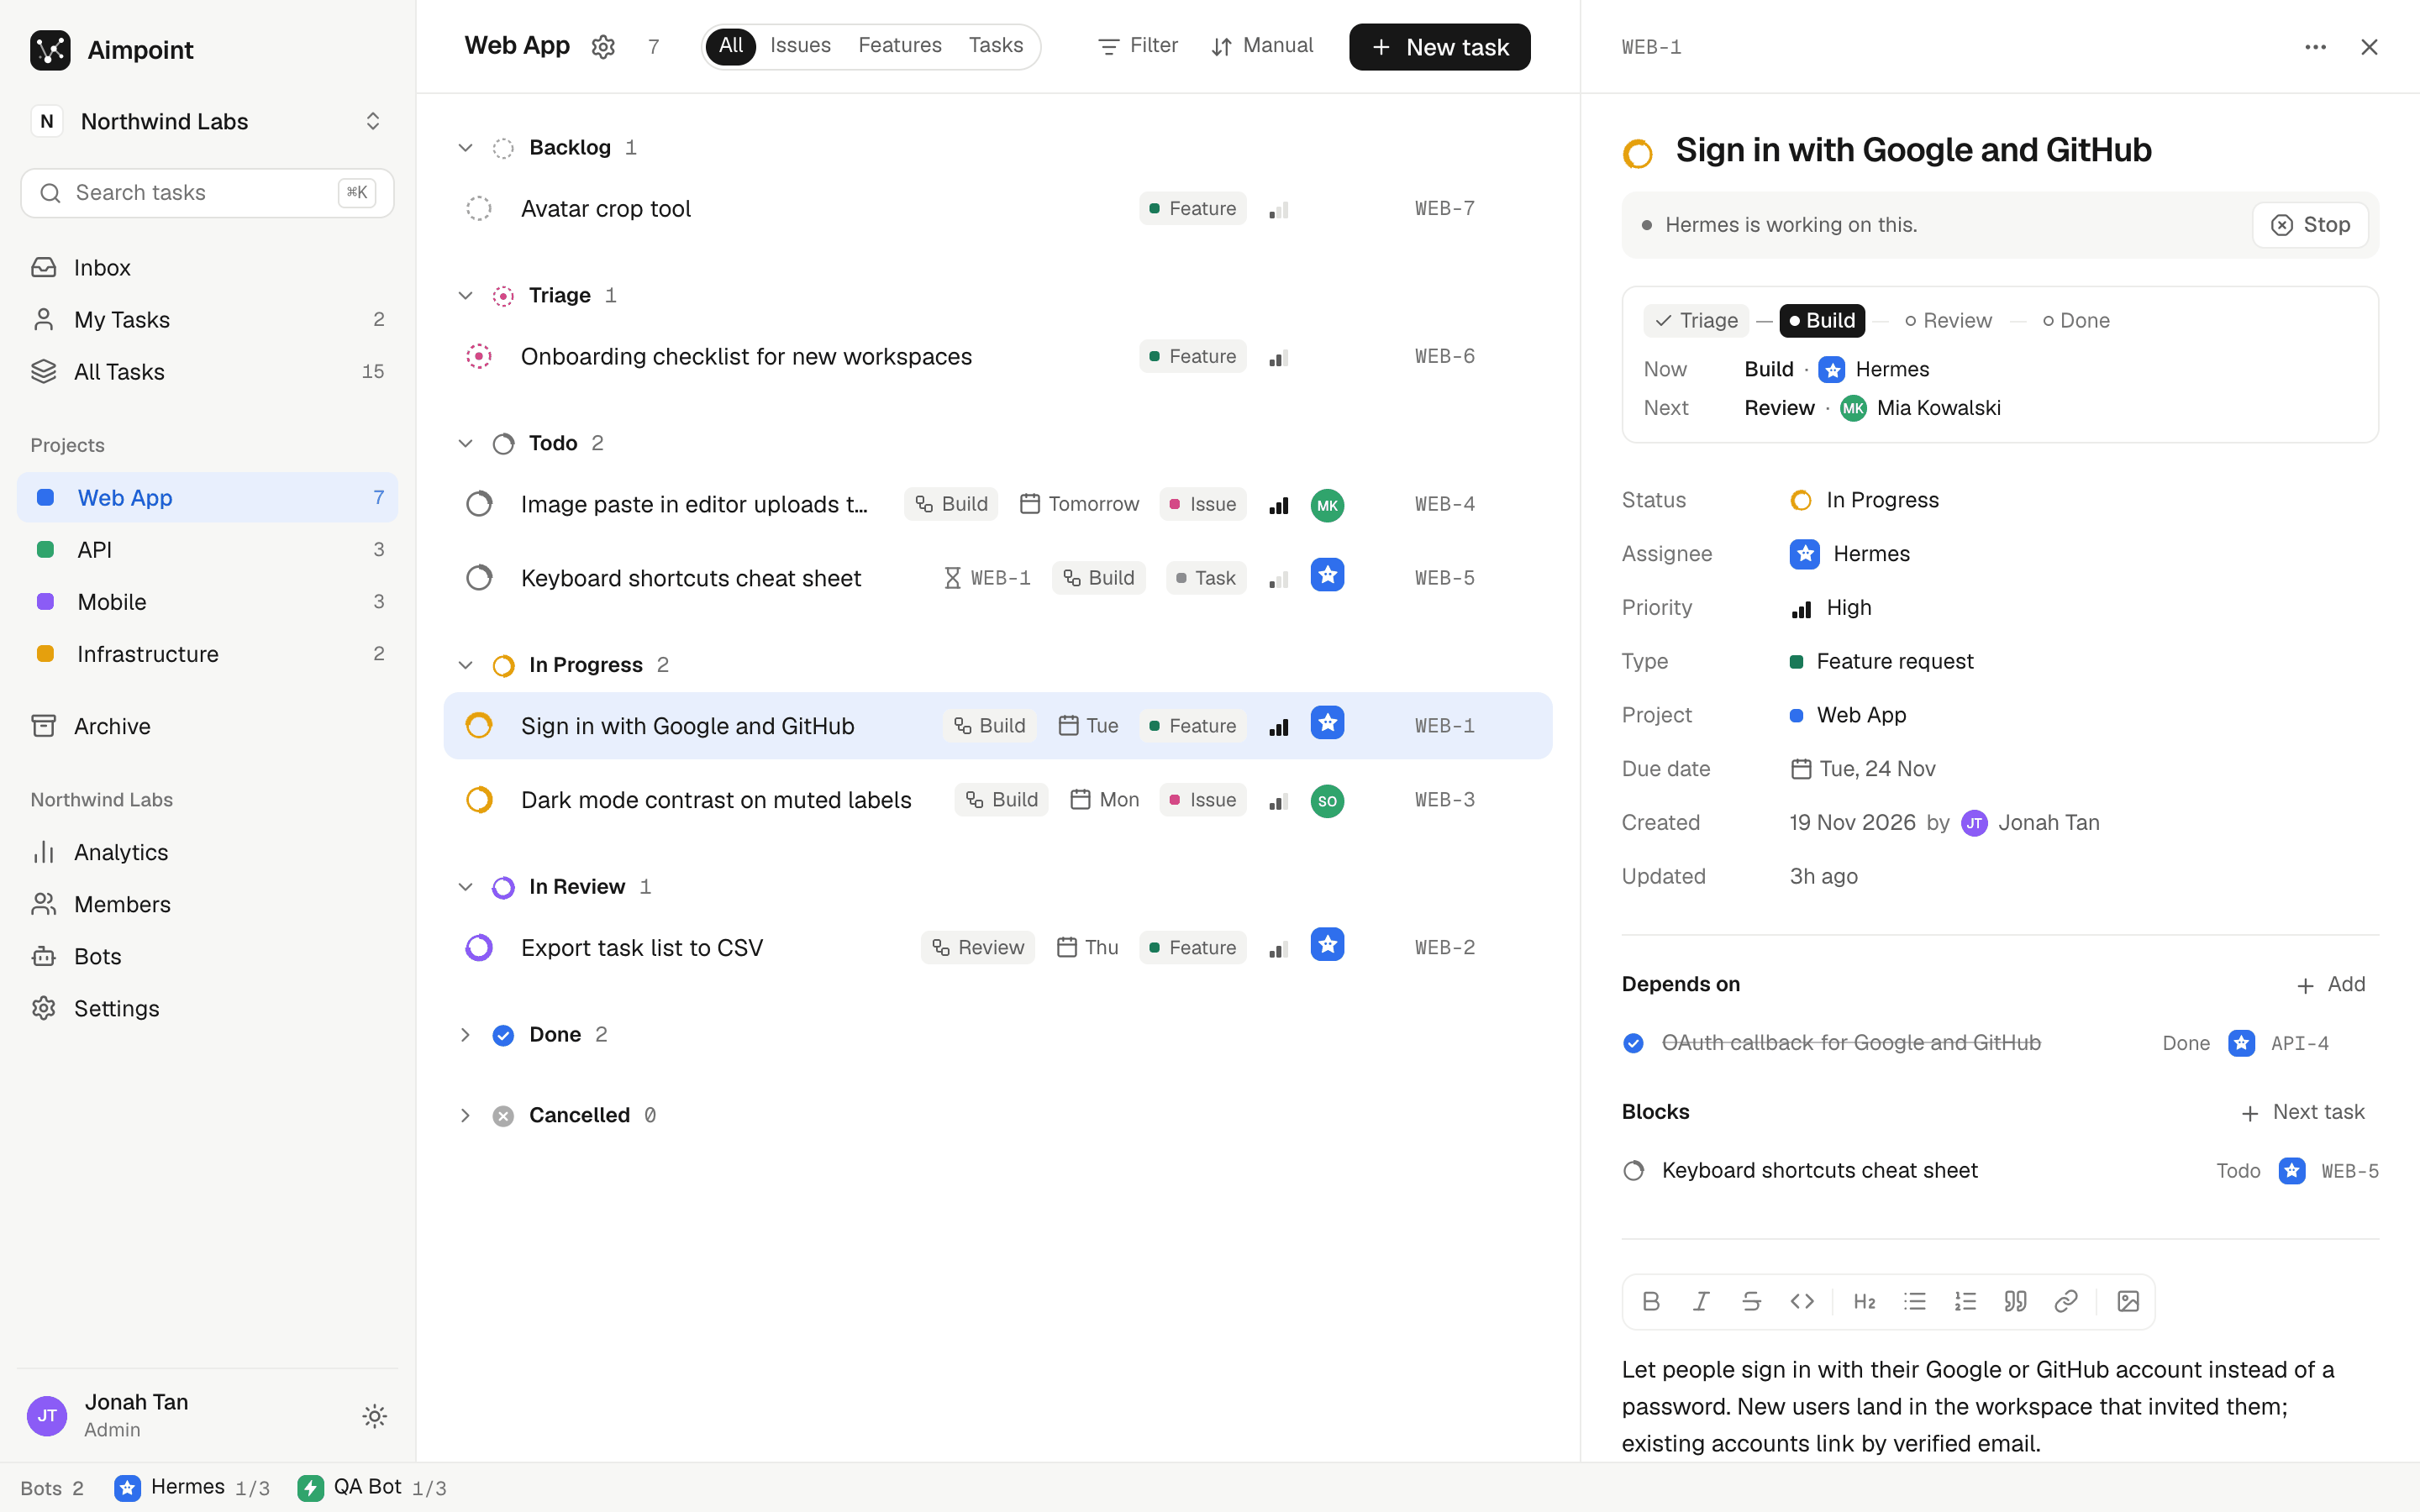 Aimpoint
N Northwind Labs
Search tasks ⌘K
Inbox
My Tasks 2
All Tasks 15
Projects
Web App 7
API 3
Mobile 3
Infrastructure 2
Archive
Northwind Labs
Analytics
Members
Bots
Settings
JT Jonah Tan
Admin
Web App 7 All Issues Features Tasks Filter Manual + New task
Backlog 1
Avatar crop tool Feature WEB-7
Triage 1
Onboarding checklist for new workspaces Feature WEB-6
Todo 2
Image paste in editor uploads t... Build Tomorrow Issue MK WEB-4
Keyboard shortcuts cheat sheet WEB-1 Build Task WEB-5
In Progress 2
Sign in with Google and GitHub Build Tue Feature WEB-1
Dark mode contrast on muted labels Build Mon Issue SO WEB-3
In Review 1
Export task list to CSV Review Thu Feature WEB-2
Done 2
Cancelled 0
WEB-1
Sign in with Google and GitHub
Hermes is working on this. Stop
Triage — Build — Review — Done
Now Build · Hermes
Next Review · MK Mia Kowalski
Status In Progress
Assignee Hermes
Priority High
Type Feature request
Project Web App
Due date Tue, 24 Nov
Created 19 Nov 2026 by JT Jonah Tan
Updated 3h ago
Depends on + Add
OAuth callback for Google and GitHub Done API-4
Blocks + Next task
Keyboard shortcuts cheat sheet Todo WEB-5
B I S H2
Let people sign in with their Google or GitHub account instead of a
password. New users land in the workspace that invited them;
existing accounts link by verified email.
Bots 2 Hermes 1/3 QA Bot 1/3